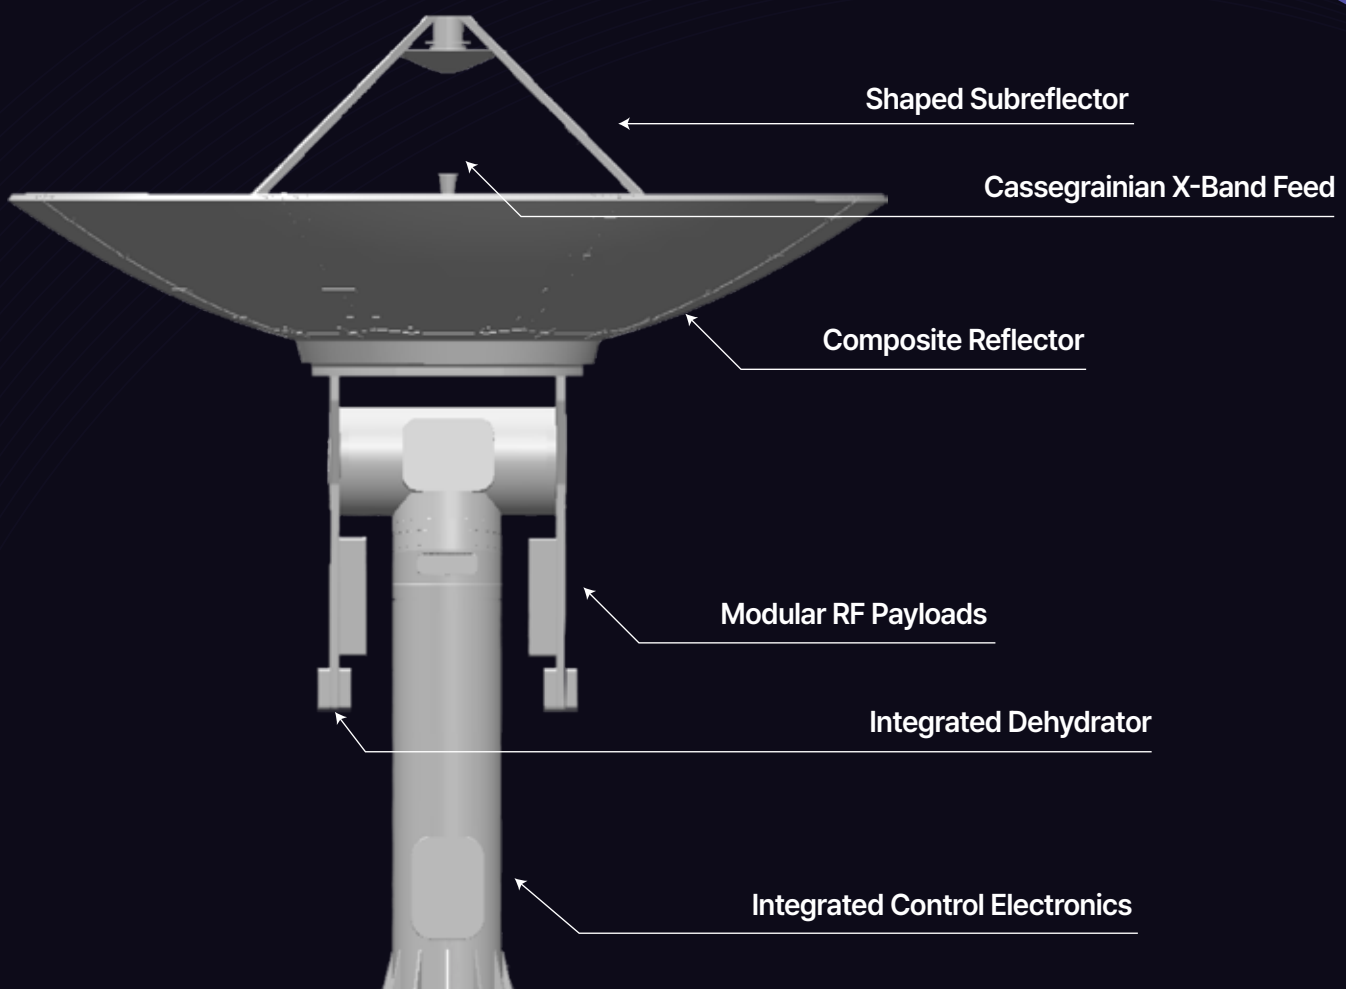 Shaped Subreflector
Cassegrainian X-Band Feed
Composite Reflector
Modular RF Payloads
Integrated Dehydrator
Integrated Control Electronics